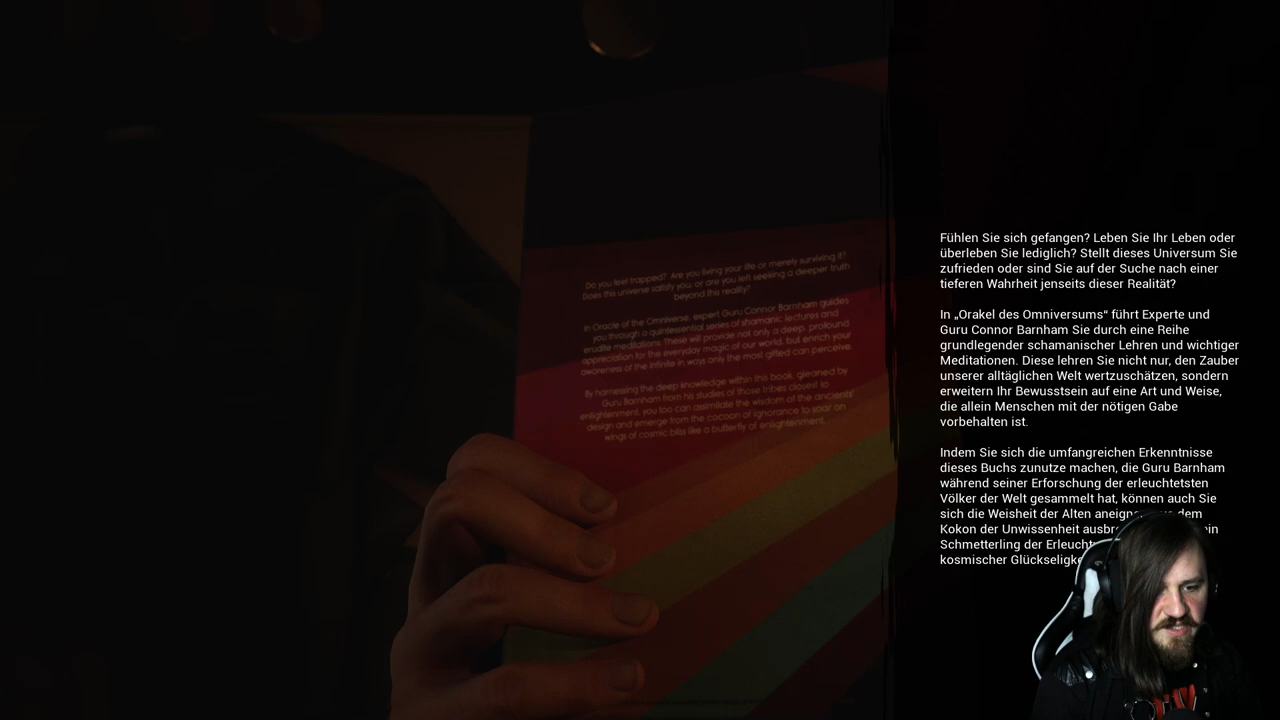 Do you feel trapped? Are you living your life or merely surviving it?
Does this universe satisfy you, or are you left seeking a deeper truth
beyond this reality?
In Oracle of the Omniverse, expert Guru Connor Barnham guides
you through a quintessential series of shamanic lectures and
erudite meditations. These will provide not only a deep, profound
appreciation for the everyday magic of our world, but enrich your
awareness of the infinite in ways only the most gifted can perceive.
By harnessing the deep knowledge within this book, gleaned by
Guru Barnham from his studies of those tribes closest to
enlightenment, you too can assimilate the wisdom of the ancients'
design and emerge from the cocoon of ignorance to soar on
wings of cosmic bliss like a butterfly of enlightenment.
Fühlen Sie sich gefangen? Leben Sie Ihr Leben oder
überleben Sie lediglich? Stellt dieses Universum Sie
zufrieden oder sind Sie auf der Suche nach einer
tieferen Wahrheit jenseits dieser Realität?
In „Orakel des Omniversums“ führt Experte und
Guru Connor Barnham Sie durch eine Reihe
grundlegender schamanischer Lehren und wichtiger
Meditationen. Diese lehren Sie nicht nur, den Zauber
unserer alltäglichen Welt wertzuschätzen, sondern
erweitern Ihr Bewusstsein auf eine Art und Weise,
die allein Menschen mit der nötigen Gabe
vorbehalten ist.
Indem Sie sich die umfangreichen Erkenntnisse
dieses Buchs zunutze machen, die Guru Barnham
während seiner Erforschung der erleuchtetsten
Völker der Welt gesammelt hat, können auch Sie
sich die Weisheit der Alten aneigne dem
Kokon der Unwissenheit ausbre ein
Schmetterling der Erleucht
kosmischer Glückseligke